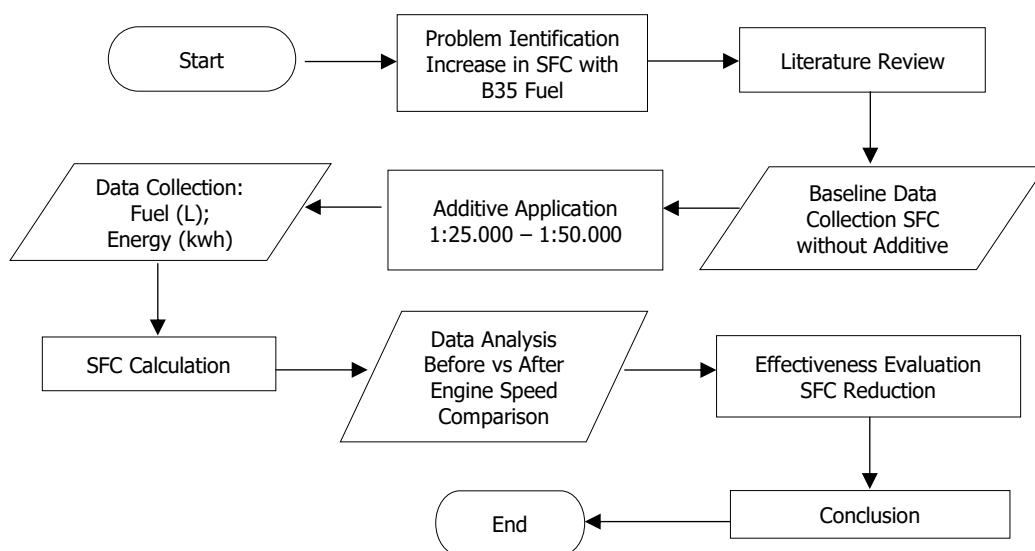 Start
Problem Ientification
Increase in SFC with
B35 Fuel
Literature Review
Baseline Data
Collection SFC
without Additive
Additive Application
1:25.000 – 1:50.000
Data Collection:
Fuel (L);
Energy (kwh)
SFC Calculation
Data Analysis
Before vs After
Engine Speed
Comparison
Effectiveness Evaluation
SFC Reduction
Conclusion
End